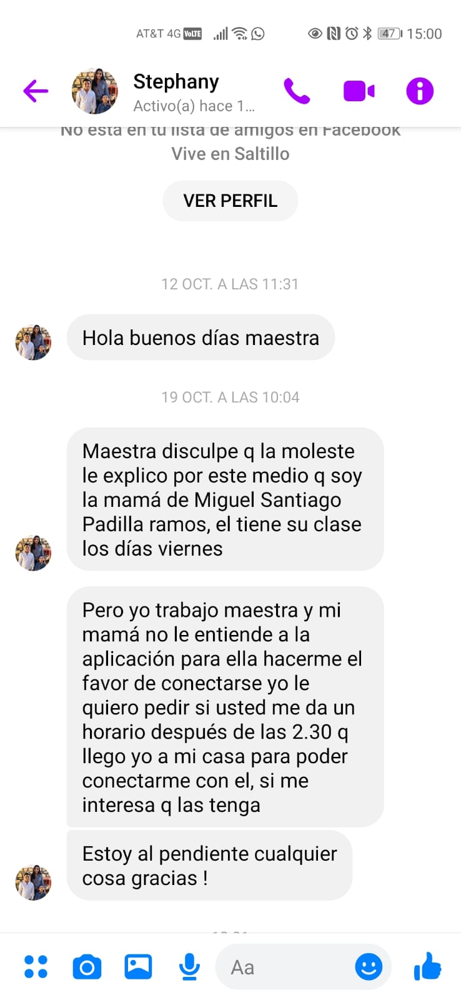 AT&T 4G VoLTE 47 15:00
Stephany
Activo(a) hace 1...
No está en tu lista de amigos en Facebook
Vive en Saltillo
VER PERFIL
12 OCT. A LAS 11:31
Hola buenos días maestra
19 OCT. A LAS 10:04
Maestra disculpe q la moleste
le explico por este medio q soy
la mamá de Miguel Santiago
Padilla ramos, el tiene su clase
los días viernes
Pero yo trabajo maestra y mi
mamá no le entiende a la
aplicación para ella hacerme el
favor de conectarse yo le
quiero pedir si usted me da un
horario después de las 2.30 q
llego yo a mi casa para poder
conectarme con el, si me
interesa q las tenga
Estoy al pendiente cualquier
cosa gracias !
Aa